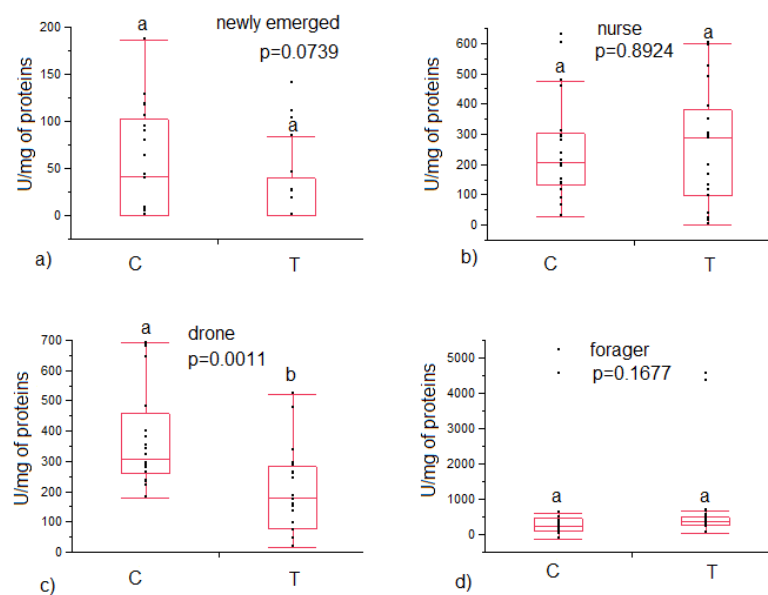 newly emerged
p=0.0739
U/mg of proteins
200
150
100
50
0
a
a
C
T
a)
nurse
p=0.8924
U/mg of proteins
600
500
400
300
200
100
0
a
a
C
T
b)
drone
p=0.0011
U/mg of proteins
700
600
500
400
300
200
100
0
a
b
C
T
c)
forager
p=0.1677
U/mg of proteins
5000
4000
3000
2000
1000
0
a
a
C
T
d)